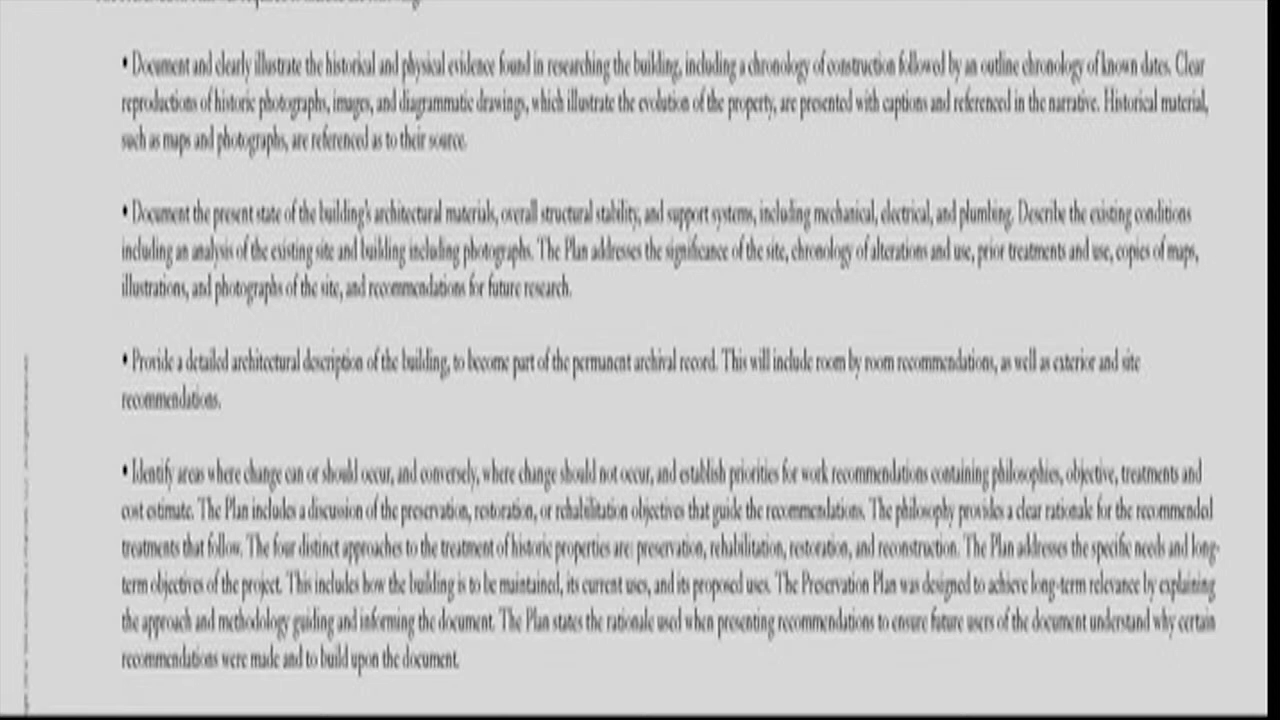 • Document and clearly illustrate the historical and physical evidence found in researching the building, including a chronology of construction followed by an outline chronology of known dates. Clear
reproductions of historic photographs, images, and diagrammatic drawings, which illustrate the evolution of the property, are presented with captions and referenced in the narrative. Historical material,
such as maps and photographs, are referenced as to their source.
• Document the present state of the building's architectural materials, overall structural stability, and support systems, including mechanical, electrical, and plumbing. Describe the existing conditions
including an analysis of the existing site and building including photographs. The Plan addresses the significance of the site, chronology of alterations and use, prior treatments and use, copies of maps,
illustrations, and photographs of the site, and recommendations for future research.
• Provide a detailed architectural description of the building, to become part of the permanent archival record. This will include room by room recommendations, as well as exterior and site
recommendations.
• Identify areas where change can or should occur, and conversely, where change should not occur, and establish priorities for work recommendations containing philosophies, objective, treatments and
cost estimate. The Plan includes a discussion of the preservation, restoration, or rehabilitation objectives that guide the recommendations. The philosophy provides a clear rationale for the recommended
treatments that follow. The four distinct approaches to the treatment of historic properties are: preservation, rehabilitation, restoration, and reconstruction. The Plan addresses the specific needs and long-
term objectives of the project. This includes how the building is to be maintained, its current uses, and its proposed uses. The Preservation Plan was designed to achieve long-term relevance by explaining
the approach and methodology guiding and informing the document. The Plan states the rationale used when presenting recommendations to ensure future users of the document understand why certain
recommendations were made and to build upon the document.